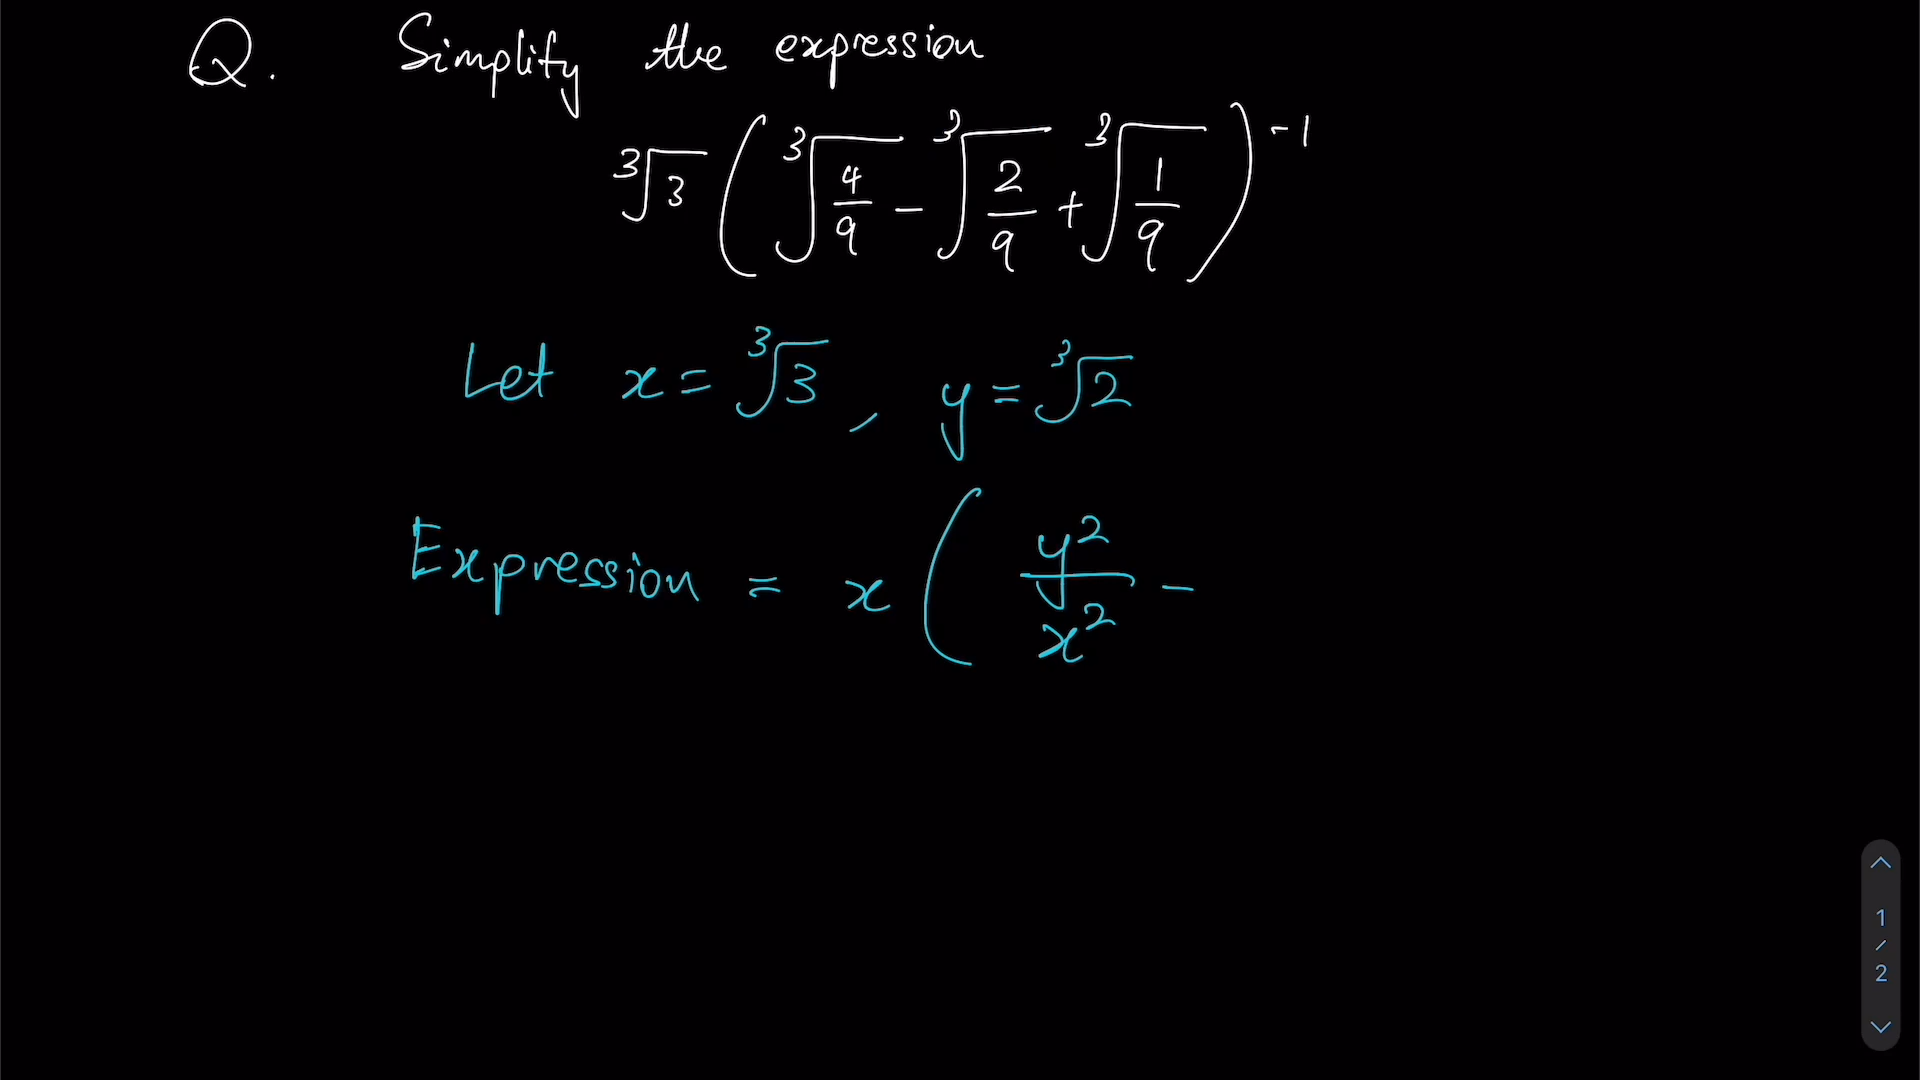 Q. Simplify the expression
∛3 ( ∛(4/9) - ∛(2/9) + ∛(1/9) )⁻¹
Let x = ∛3 , y = ∛2
Expression = x ( y²/x² -
1
/
2